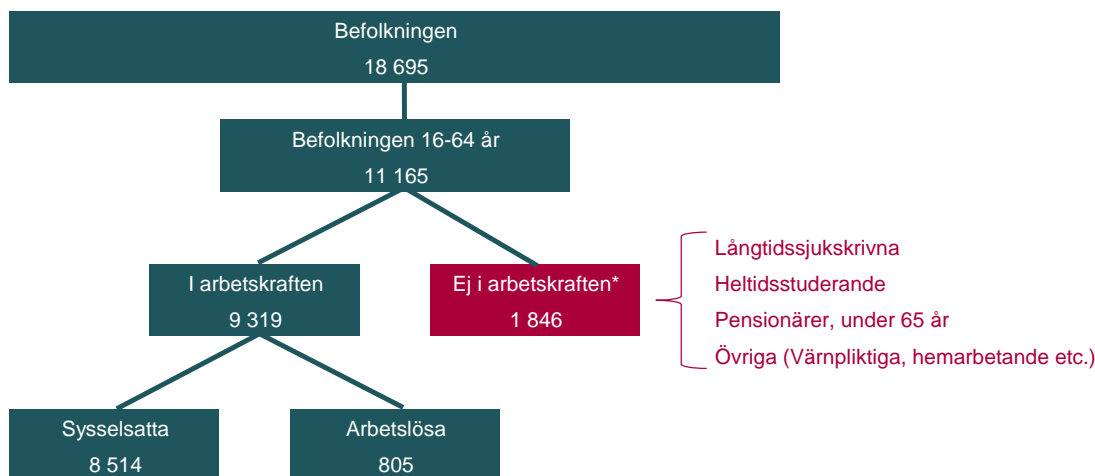 Befolkningen
18 695
Befolkningen 16-64 år
11 165
I arbetskraften
9 319
Ej i arbetskraften*
1 846
Långtidssjukskrivna
Heltidsstuderande
Pensionärer, under 65 år
Övriga (Värnpliktiga, hemarbetande etc.)
Sysselsatta
8 514
Arbetslösa
805